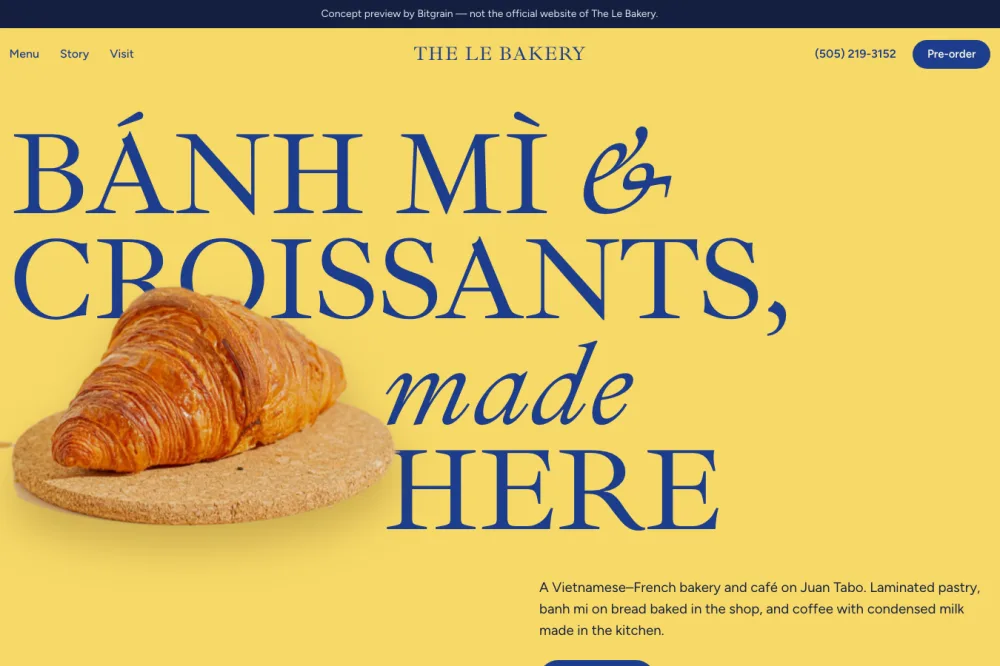 Concept preview by Bitgrain — not the official website of The Le Bakery.
Menu Story Visit THE LE BAKERY (505) 219-3152 Pre-order
BÁNH MÌ &
CROISSANTS,
made
HERE
A Vietnamese–French bakery and café on Juan Tabo. Laminated pastry,
banh mi on bread baked in the shop, and coffee with condensed milk
made in the kitchen.